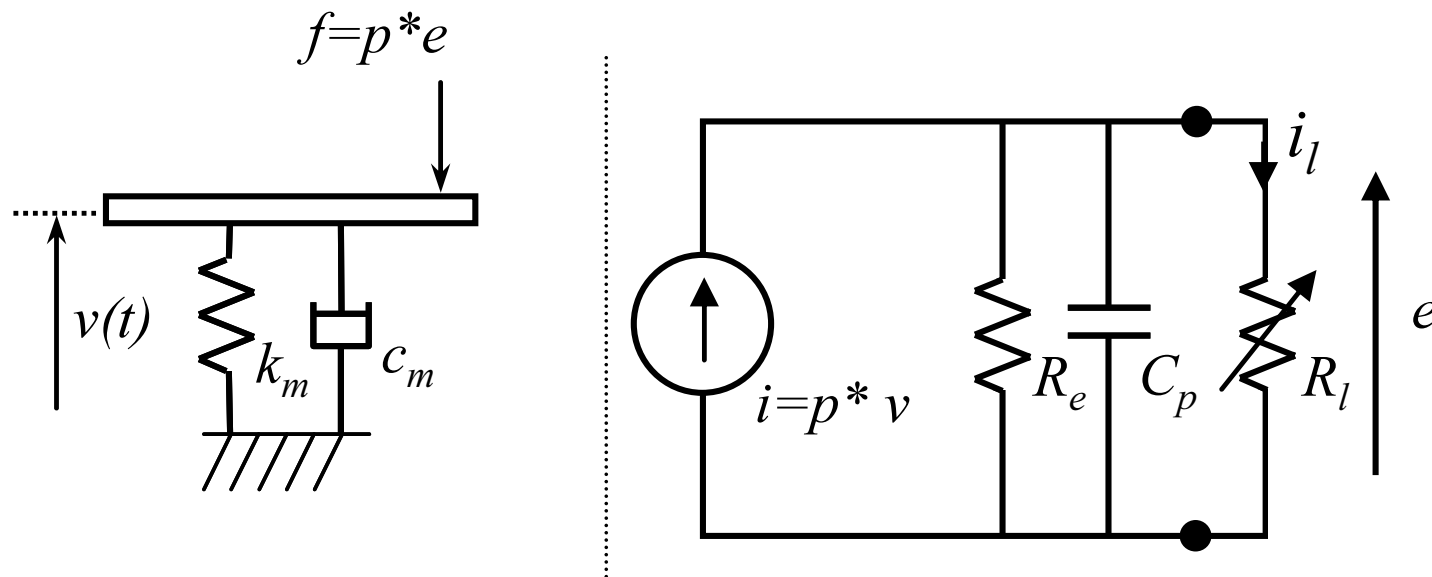 f=p*e
v(t)
k_m
c_m
i=p* v
R_e
C_p
i_l
R_l
e